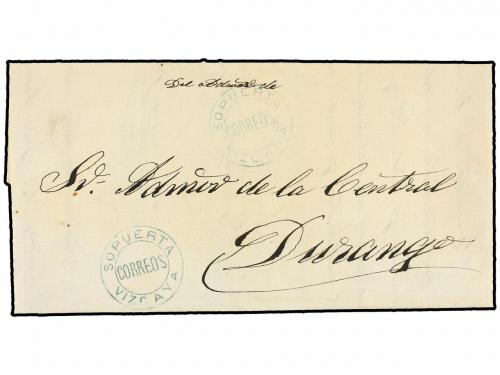 Del Admor de
SOPUERTA
CORREOS
VIZCAYA
Sr. Admor de la Central
Durango
SOPUERTA
CORREOS
VIZCAYA